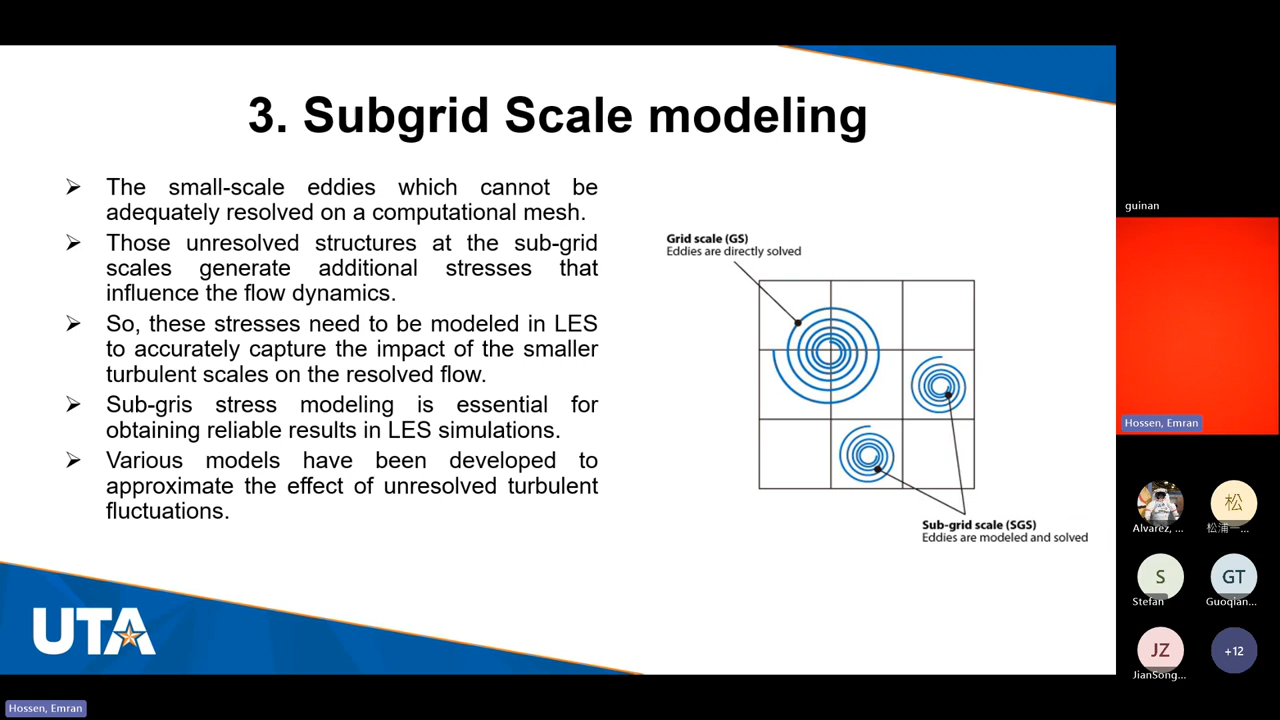 3. Subgrid Scale modeling
➢ The small-scale eddies which cannot be
adequately resolved on a computational mesh.
➢ Those unresolved structures at the sub-grid
scales generate additional stresses that
influence the flow dynamics.
➢ So, these stresses need to be modeled in LES
to accurately capture the impact of the smaller
turbulent scales on the resolved flow.
➢ Sub-gris stress modeling is essential for
obtaining reliable results in LES simulations.
➢ Various models have been developed to
approximate the effect of unresolved turbulent
fluctuations.
Grid scale (GS)
Eddies are directly solved
Sub-grid scale (SGS)
Eddies are modeled and solved
UTA
Hossen, Emran
guinan
Hossen, Emran
Alvarez, ...
松
松浦一...
S
Stefan
GT
Guoqian...
JZ
JianSong...
+12